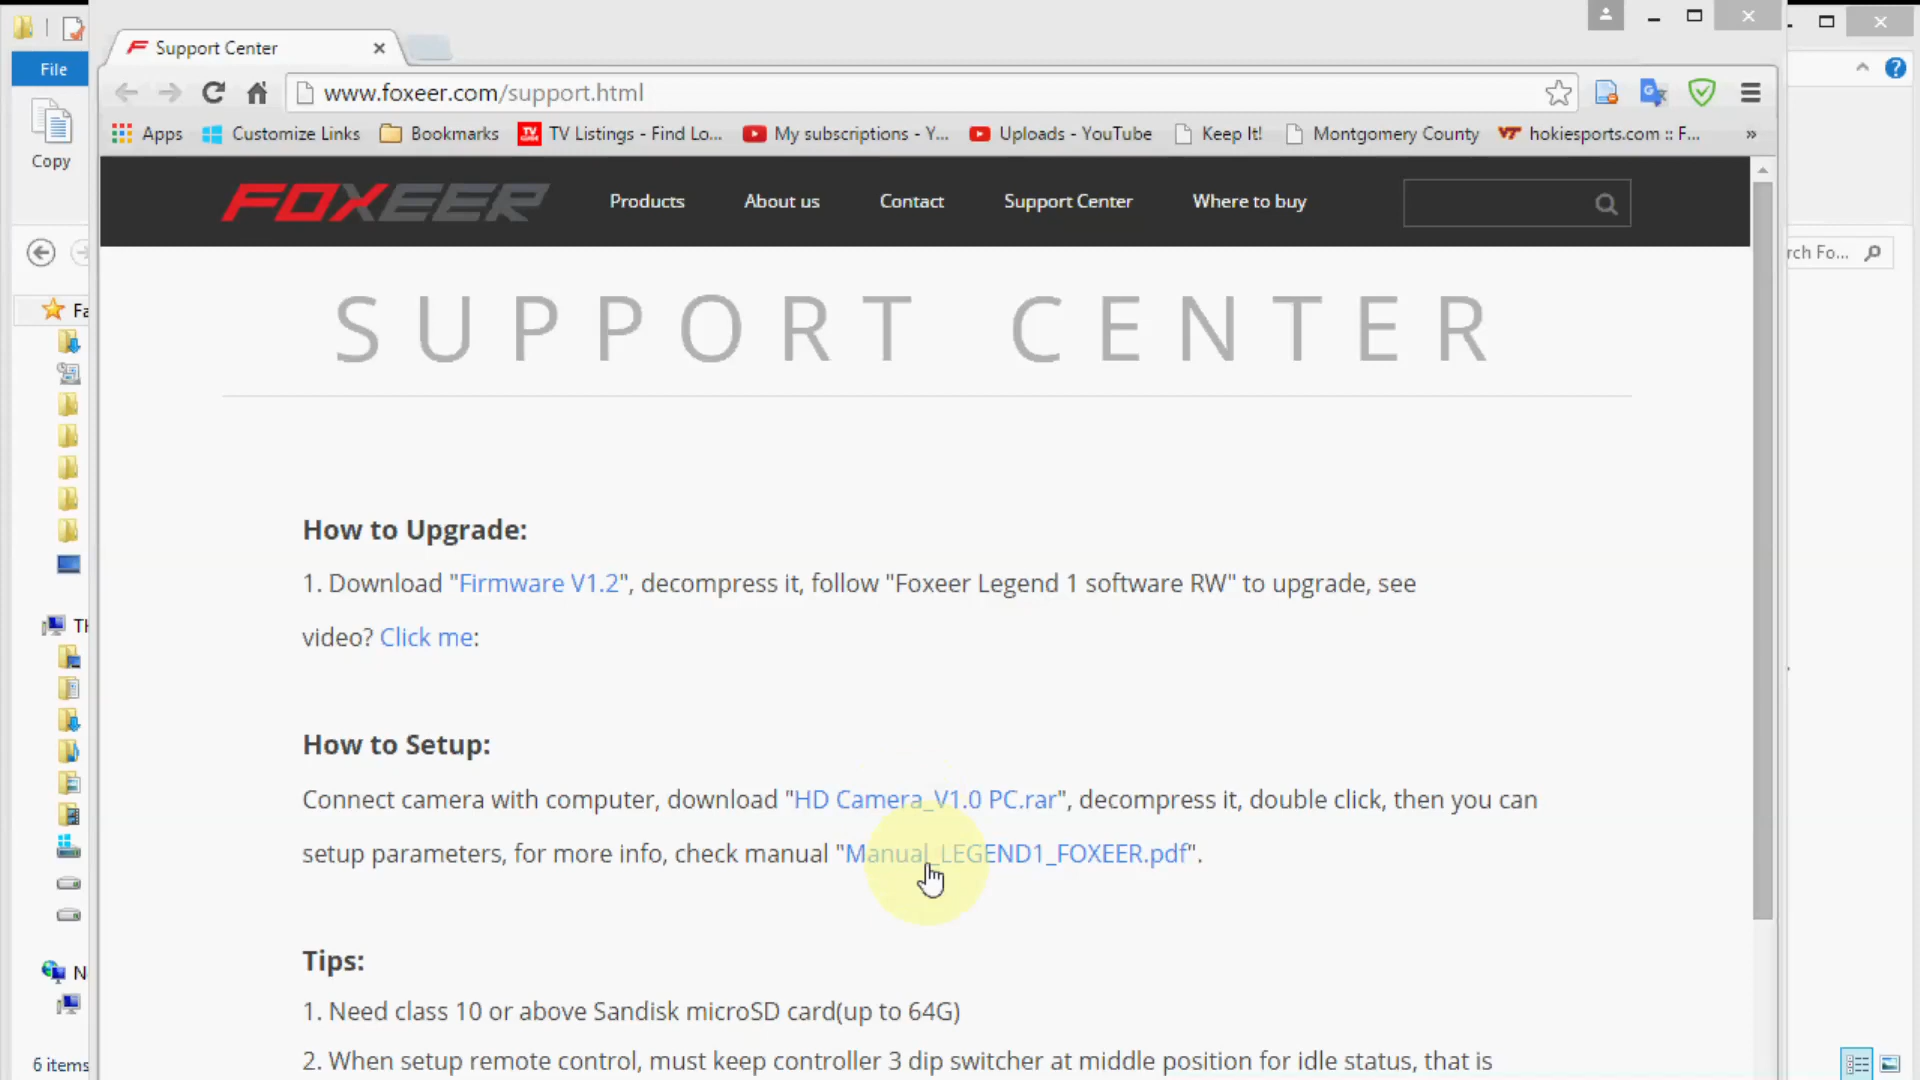 Support Center
File
www.foxeer.com/support.html
Apps
Customize Links
Bookmarks
TV Listings - Find Lo...
My subscriptions - Y...
Uploads - YouTube
Keep It!
Montgomery County
hokiesports.com :: F...
»
Copy
FOXEER
Products
About us
Contact
Support Center
Where to buy
rch Fo...
SUPPORT CENTER
Fa
How to Upgrade:
1. Download "Firmware V1.2", decompress it, follow "Foxeer Legend 1 software RW" to upgrade, see
video? Click me:
Th
How to Setup:
Connect camera with computer, download "HD Camera_V1.0 PC.rar", decompress it, double click, then you can
setup parameters, for more info, check manual "Manual_LEGEND1_FOXEER.pdf".
Tips:
N
1. Need class 10 or above Sandisk microSD card(up to 64G)
2. When setup remote control, must keep controller 3 dip switcher at middle position for idle status, that is
6 items